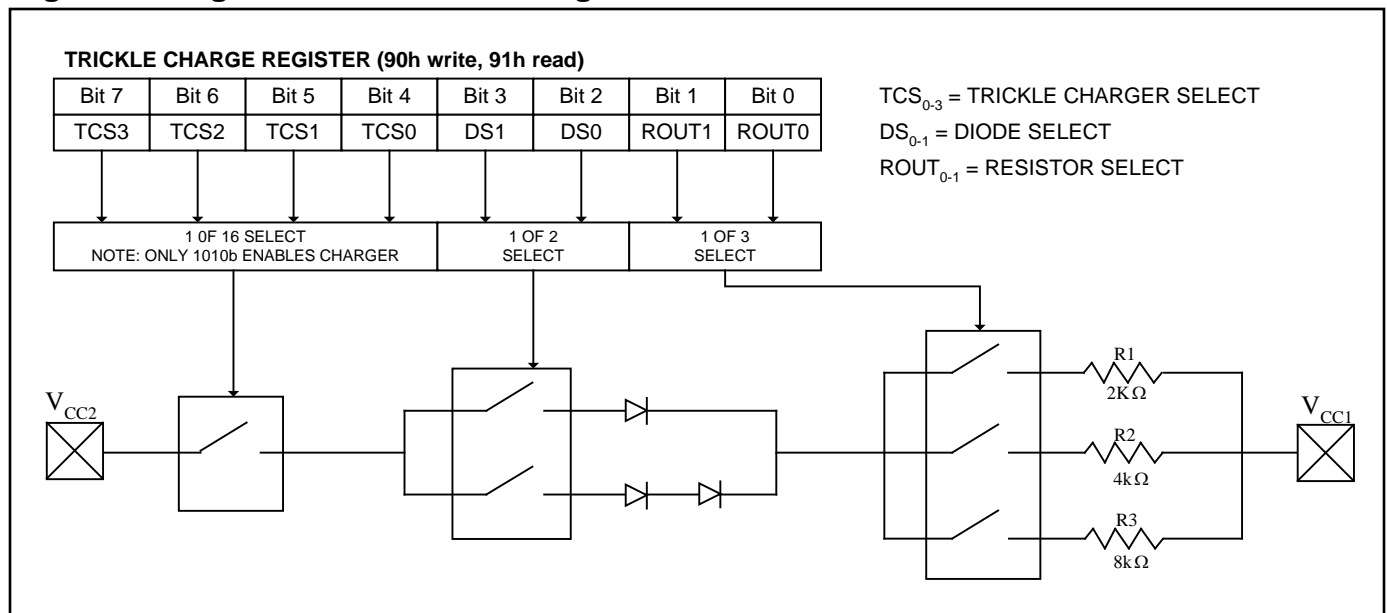 TRICKLE CHARGE REGISTER (90h write, 91h read)
Bit 7 Bit 6 Bit 5 Bit 4 Bit 3 Bit 2 Bit 1 Bit 0
TCS3 TCS2 TCS1 TCS0 DS1 DS0 ROUT1 ROUT0
TCS0-3 = TRICKLE CHARGER SELECT
DS0-1 = DIODE SELECT
ROUT0-1 = RESISTOR SELECT
1 0F 16 SELECT
NOTE: ONLY 1010b ENABLES CHARGER
1 OF 2
SELECT
1 OF 3
SELECT
VCC2
R1
2KΩ
R2
4kΩ
R3
8kΩ
VCC1